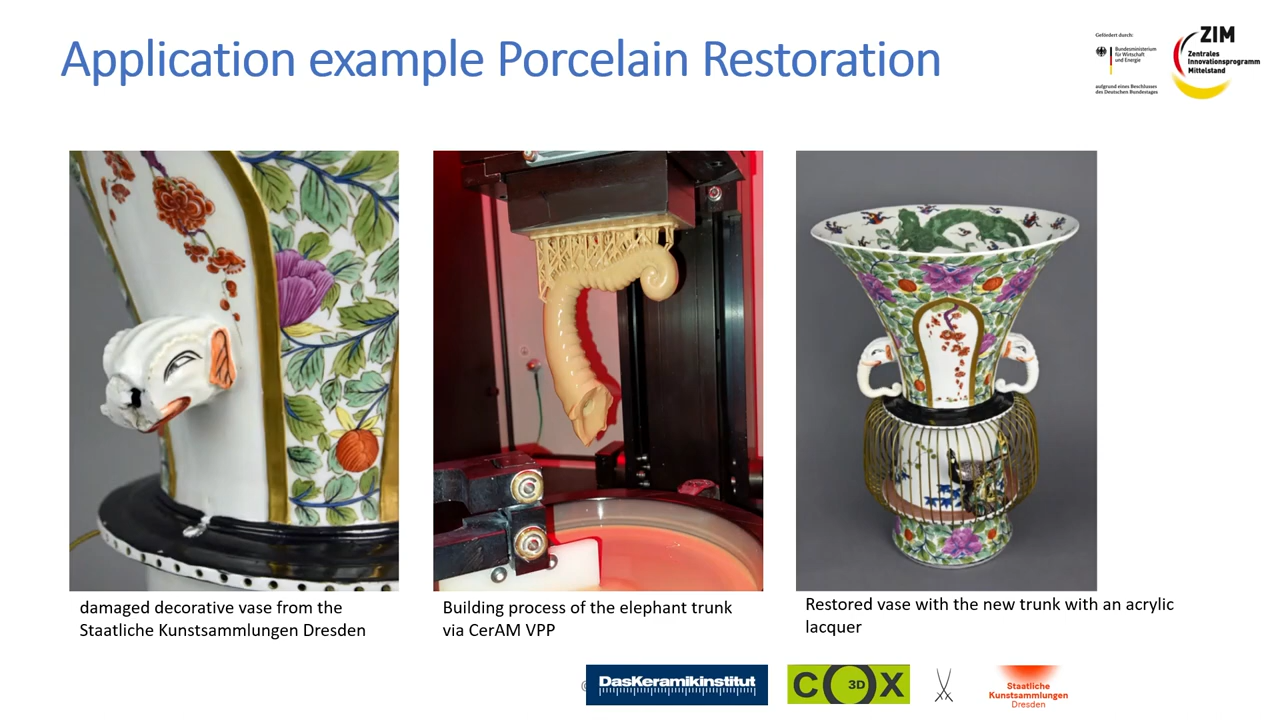 Application example Porcelain Restoration
Gefördert durch:
Bundesministerium
für Wirtschaft
und Energie
aufgrund eines Beschlusses
des Deutschen Bundestages
ZIM
Zentrales
Innovationsprogramm
Mittelstand
damaged decorative vase from the
Staatliche Kunstsammlungen Dresden
Building process of the elephant trunk
via CerAM VPP
Restored vase with the new trunk with an acrylic
lacquer
©
DasKeramikinstitut
COX
3D
Staatliche
Kunstsammlungen
Dresden